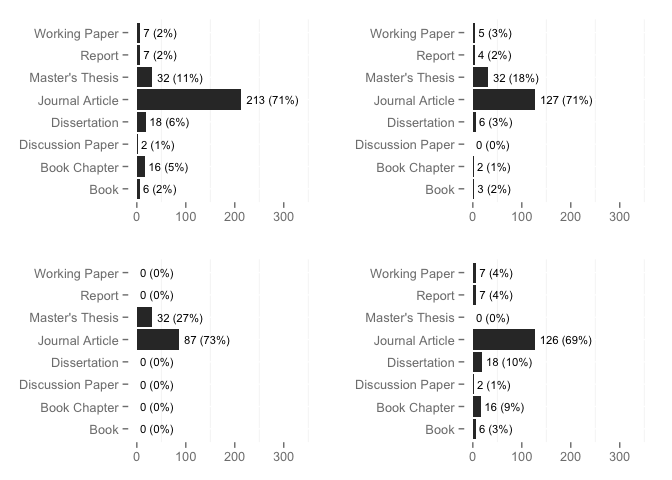 Working Paper 7 (2%)
Report 7 (2%)
Master's Thesis 32 (11%)
Journal Article 213 (71%)
Dissertation 18 (6%)
Discussion Paper 2 (1%)
Book Chapter 16 (5%)
Book 6 (2%)
0 100 200 300
Working Paper 5 (3%)
Report 4 (2%)
Master's Thesis 32 (18%)
Journal Article 127 (71%)
Dissertation 6 (3%)
Discussion Paper 0 (0%)
Book Chapter 2 (1%)
Book 3 (2%)
0 100 200 300
Working Paper 0 (0%)
Report 0 (0%)
Master's Thesis 32 (27%)
Journal Article 87 (73%)
Dissertation 0 (0%)
Discussion Paper 0 (0%)
Book Chapter 0 (0%)
Book 0 (0%)
0 100 200 300
Working Paper 7 (4%)
Report 7 (4%)
Master's Thesis 0 (0%)
Journal Article 126 (69%)
Dissertation 18 (10%)
Discussion Paper 2 (1%)
Book Chapter 16 (9%)
Book 6 (3%)
0 100 200 300